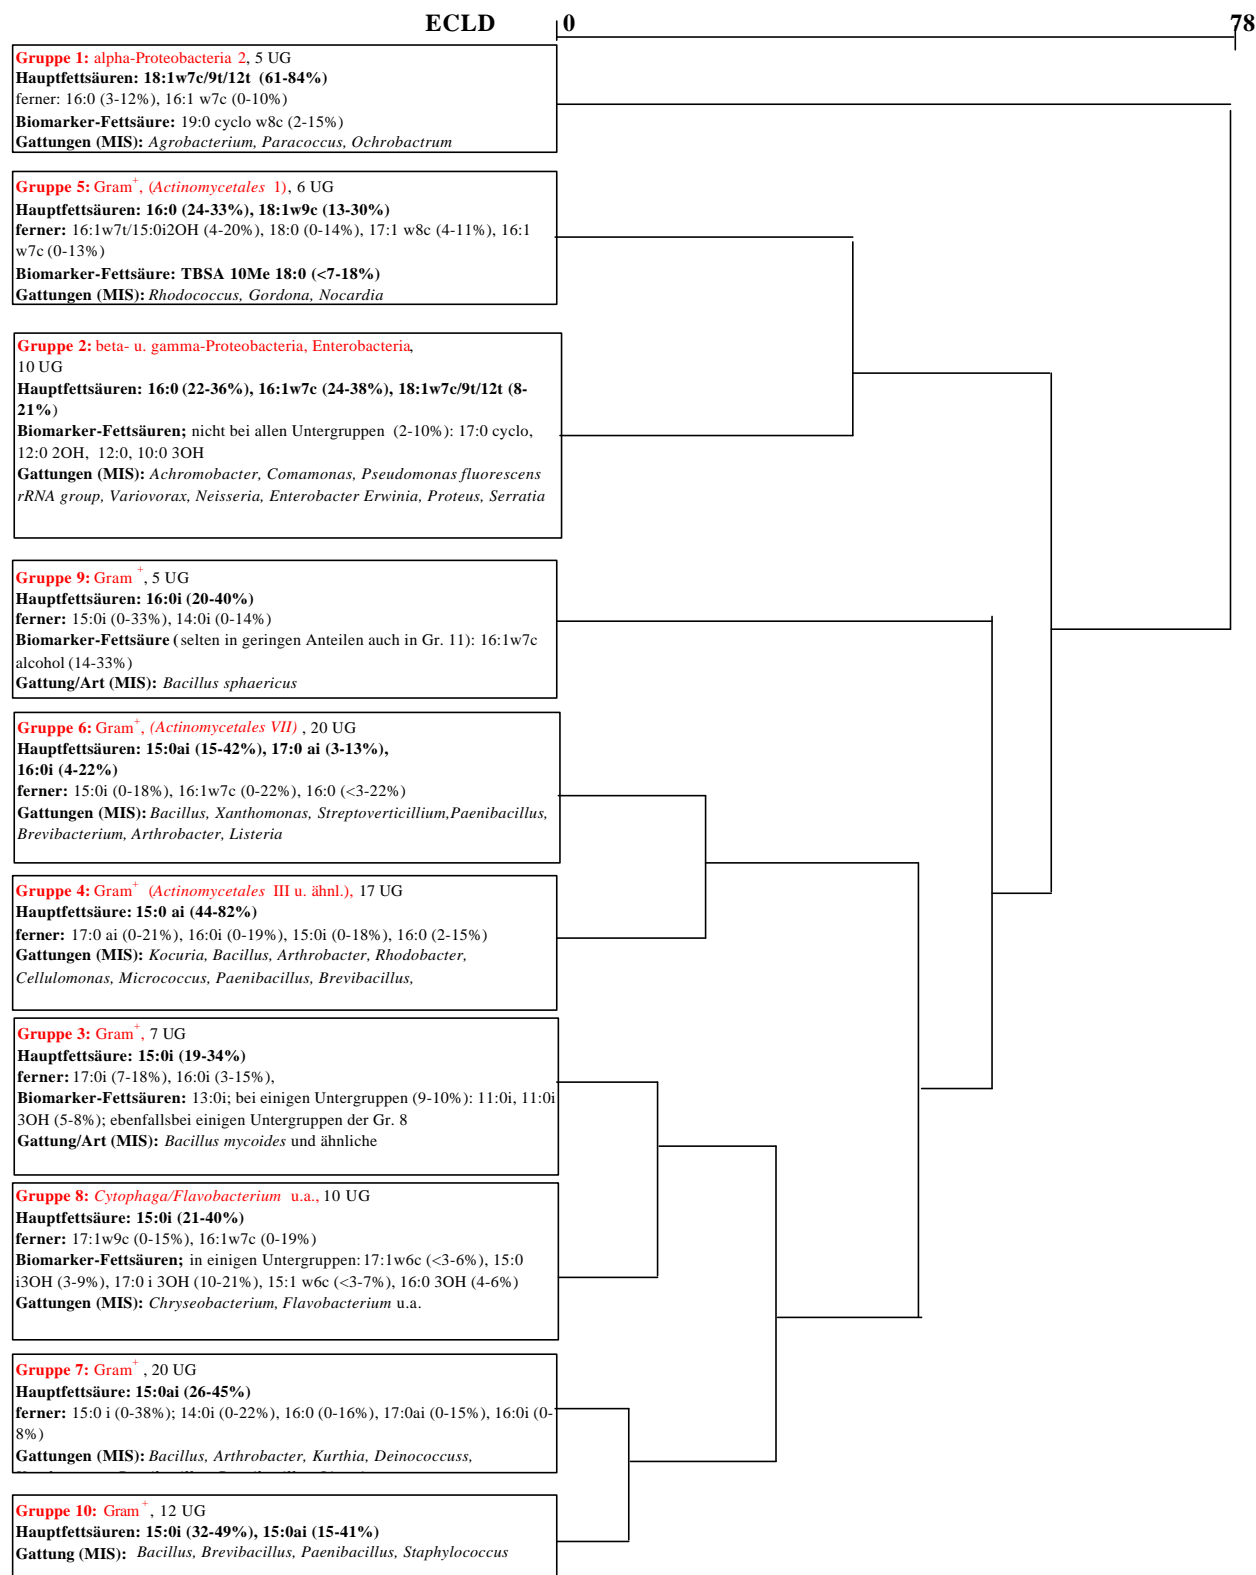 ECLD 0 78
Gruppe 1: alpha-Proteobacteria 2, 5 UG
Hauptfettsäuren: 18:1w7c/9t/12t (61-84%)
ferner: 16:0 (3-12%), 16:1 w7c (0-10%)
Biomarker-Fettsäure: 19:0 cyclo w8c (2-15%)
Gattungen (MIS): Agrobacterium, Paracoccus, Ochrobactrum
Gruppe 5: Gram+, (Actinomycetales 1), 6 UG
Hauptfettsäuren: 16:0 (24-33%), 18:1w9c (13-30%)
ferner: 16:1w7t/15:0i2OH (4-20%), 18:0 (0-14%), 17:1 w8c (4-11%), 16:1
w7c (0-13%)
Biomarker-Fettsäure: TBSA 10Me 18:0 (<7-18%)
Gattungen (MIS): Rhodococcus, Gordona, Nocardia
Gruppe 2: beta- u. gamma-Proteobacteria, Enterobacteria,
10 UG
Hauptfettsäuren: 16:0 (22-36%), 16:1w7c (24-38%), 18:1w7c/9t/12t (8-
21%)
Biomarker-Fettsäuren; nicht bei allen Untergruppen (2-10%): 17:0 cyclo,
12:0 2OH, 12:0, 10:0 3OH
Gattungen (MIS): Achromobacter, Comamonas, Pseudomonas fluorescens
rRNA group, Variovorax, Neisseria, Enterobacter Erwinia, Proteus, Serratia
Gruppe 9: Gram +, 5 UG
Hauptfettsäuren: 16:0i (20-40%)
ferner: 15:0i (0-33%), 14:0i (0-14%)
Biomarker-Fettsäure (selten in geringen Anteilen auch in Gr. 11): 16:1w7c
alcohol (14-33%)
Gattung/Art (MIS): Bacillus sphaericus
Gruppe 6: Gram+, (Actinomycetales VII) , 20 UG
Hauptfettsäuren: 15:0ai (15-42%), 17:0 ai (3-13%),
16:0i (4-22%)
ferner: 15:0i (0-18%), 16:1w7c (0-22%), 16:0 (<3-22%)
Gattungen (MIS): Bacillus, Xanthomonas, Streptoverticillium,Paenibacillus,
Brevibacterium, Arthrobacter, Listeria
Gruppe 4: Gram+ (Actinomycetales III u. ähnl.), 17 UG
Hauptfettsäure: 15:0 ai (44-82%)
ferner: 17:0 ai (0-21%), 16:0i (0-19%), 15:0i (0-18%), 16:0 (2-15%)
Gattungen (MIS): Kocuria, Bacillus, Arthrobacter, Rhodobacter,
Cellulomonas, Micrococcus, Paenibacillus, Brevibacillus,
Gruppe 3: Gram+, 7 UG
Hauptfettsäure: 15:0i (19-34%)
ferner: 17:0i (7-18%), 16:0i (3-15%),
Biomarker-Fettsäuren: 13:0i; bei einigen Untergruppen (9-10%): 11:0i, 11:0i
3OH (5-8%); ebenfallsbei einigen Untergruppen der Gr. 8
Gattung/Art (MIS): Bacillus mycoides und ähnliche
Gruppe 8: Cytophaga/Flavobacterium u.a., 10 UG
Hauptfettsäure: 15:0i (21-40%)
ferner: 17:1w9c (0-15%), 16:1w7c (0-19%)
Biomarker-Fettsäuren; in einigen Untergruppen: 17:1w6c (<3-6%), 15:0
i3OH (3-9%), 17:0 i 3OH (10-21%), 15:1 w6c (<3-7%), 16:0 3OH (4-6%)
Gattungen (MIS): Chryseobacterium, Flavobacterium u.a.
Gruppe 7: Gram+ , 20 UG
Hauptfettsäure: 15:0ai (26-45%)
ferner: 15:0 i (0-38%); 14:0i (0-22%), 16:0 (0-16%), 17:0ai (0-15%), 16:0i (0-
8%)
Gattungen (MIS): Bacillus, Arthrobacter, Kurthia, Deinococcuss,
Gruppe 10: Gram+, 12 UG
Hauptfettsäuren: 15:0i (32-49%), 15:0ai (15-41%)
Gattung (MIS): Bacillus, Brevibacillus, Paenibacillus, Staphylococcus